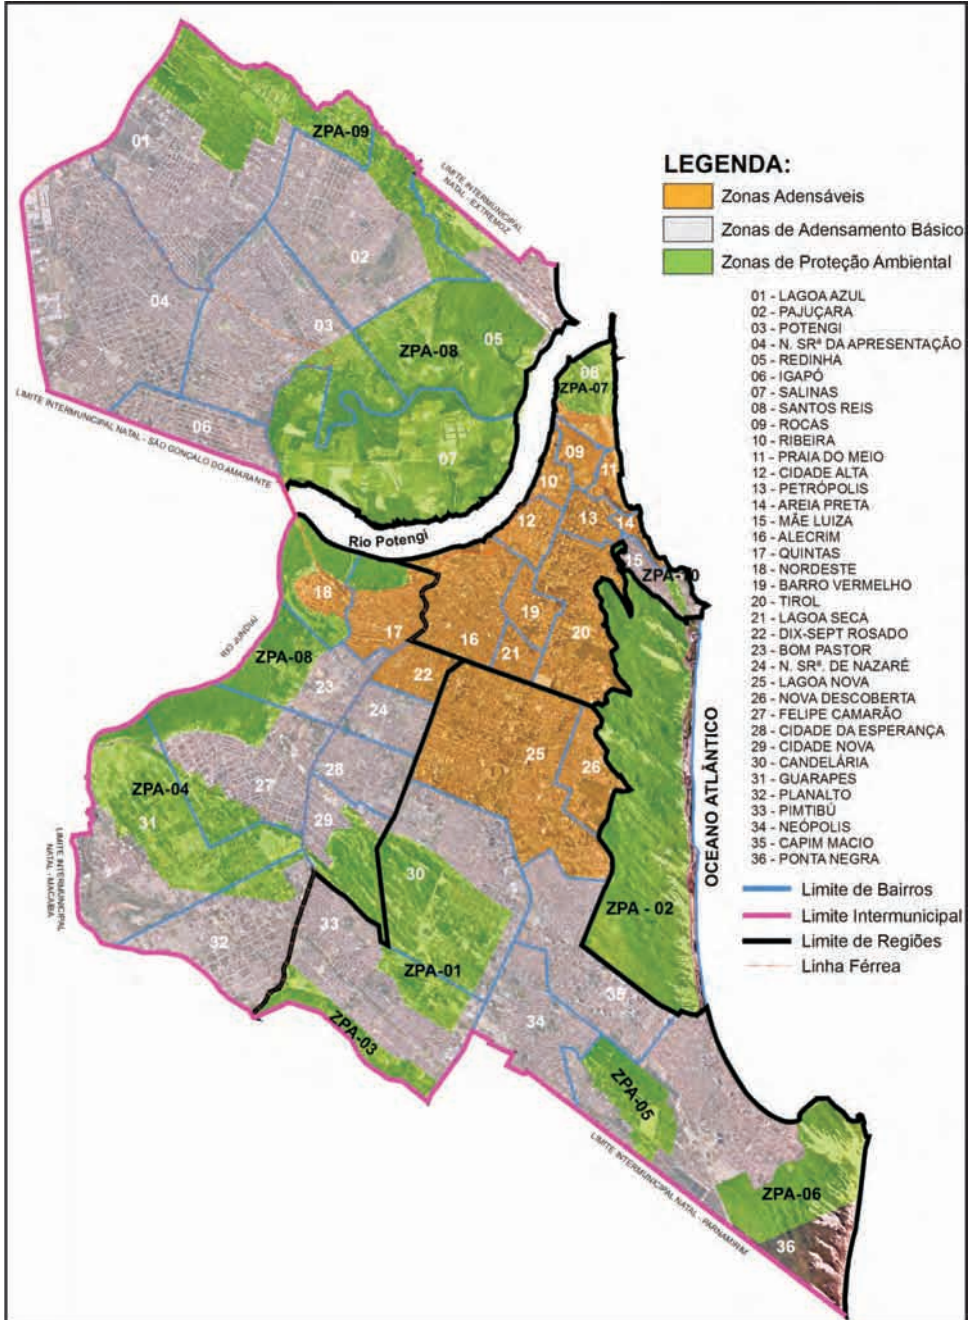 LEGENDA:
Zonas Adensáveis
Zonas de Adensamento Básico
Zonas de Proteção Ambiental
01 - LAGOA AZUL
02 - PAJUÇARA
03 - POTENGI
04 - N. SRª DA APRESENTAÇÃO
05 - REDINHA
06 - IGAPÓ
07 - SALINAS
08 - SANTOS REIS
09 - ROCAS
10 - RIBEIRA
11 - PRAIA DO MEIO
12 - CIDADE ALTA
13 - PETRÓPOLIS
14 - AREIA PRETA
15 - MÃE LUIZA
16 - ALECRIM
17 - QUINTAS
18 - NORDESTE
19 - BARRO VERMELHO
20 - TIROL
21 - LAGOA SECA
22 - DIX-SEPT ROSADO
23 - BOM PASTOR
24 - N. SRª. DE NAZARÉ
25 - LAGOA NOVA
26 - NOVA DESCOBERTA
27 - FELIPE CAMARÃO
28 - CIDADE DA ESPERANÇA
29 - CIDADE NOVA
30 - CANDELÁRIA
31 - GUARAPES
32 - PLANALTO
33 - PIMTIBÚ
34 - NEÓPOLIS
35 - CAPIM MACIO
36 - PONTA NEGRA
Limite de Bairros
Limite Intermunicipal
Limite de Regiões
Linha Férrea
ZPA-09
01
LIMITE INTERMUNICIPAL
NATAL - EXTREMOZ
02
04
03
05
ZPA-08
08
ZPA-07
LIMITE INTERMUNICIPAL NATAL - SÃO GONÇALO DO AMARANTE
06
07
09
11
10
12
13
14
Rio Potengi
15
ZPA-10
18
19
17
16
20
21
RIO JUNDIAÍ
ZPA-08
22
23
24
OCEANO ATLÂNTICO
25
26
28
27
ZPA-04
31
29
LIMITE INTERMUNICIPAL
NATAL - MACAÍBA
30
ZPA - 02
33
32
ZPA-01
35
34
ZPA-03
ZPA-05
LIMITE INTERMUNICIPAL NATAL - PARNAMIRIM
ZPA-06
36